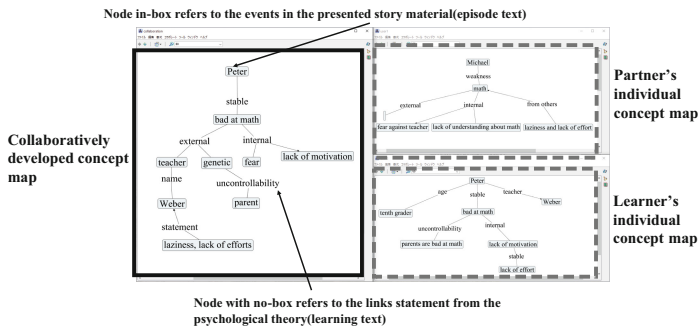 Node in-box refers to the events in the presented story material(episode text)
collaboration
Peter
stable
bad at math
external internal
teacher genetic fear lack of motivation
name uncontrollability
Weber parent
statement
laziness, lack of efforts
Collaboratively
developed concept
map
Michael
weakness
math
external internal from others
fear against teacher lack of understanding about math laziness and lack of effort
Partner's
individual
concept map
Peter
age stable teacher
tenth grader bad at math Weber
uncontrollability internal
parents are bad at math lack of motivation
stable
lack of effort
Learner's
individual
concept map
Node with no-box refers to the links statement from the
psychological theory(learning text)